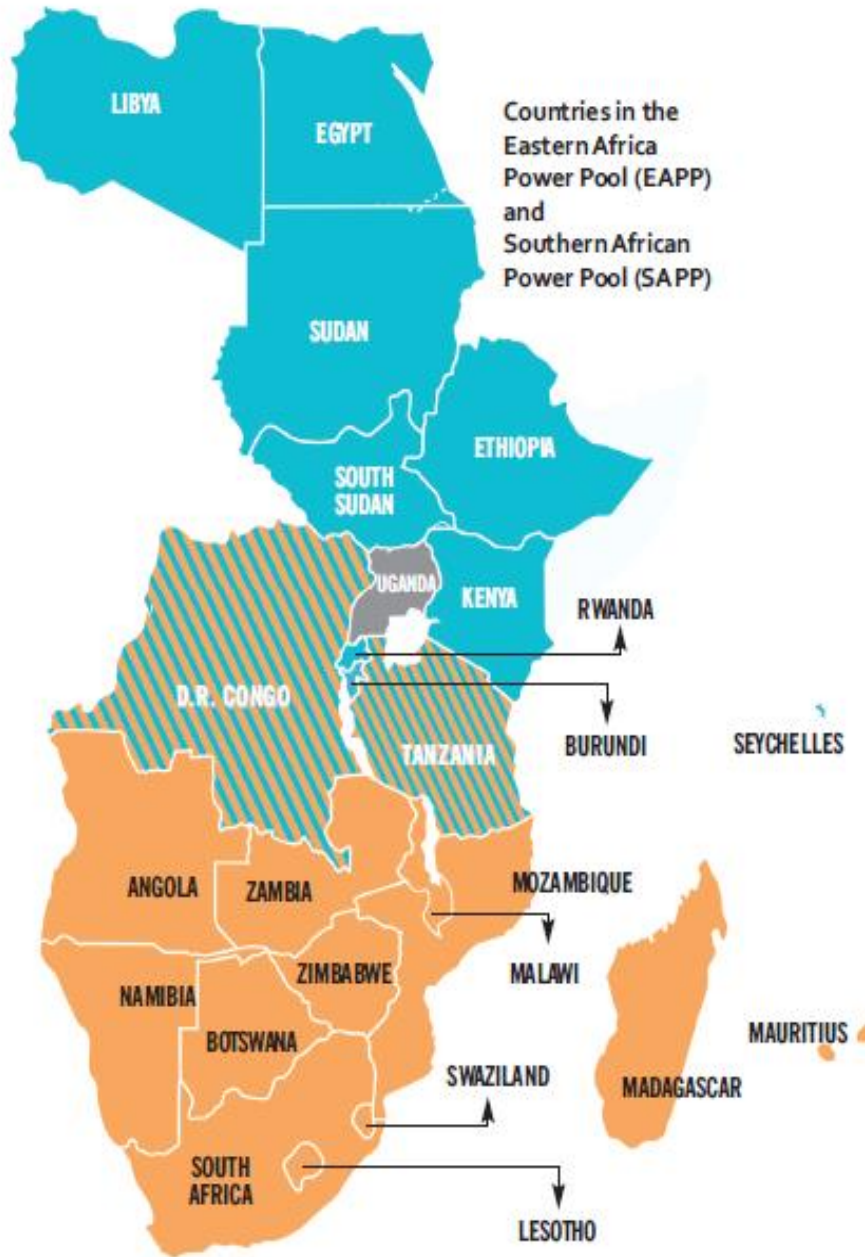 LIBYA
EGYPT
Countries in the
Eastern Africa
Power Pool (EAPP)
and
Southern African
Power Pool (SAPP)
SUDAN
ETHIOPIA
SOUTH
SUDAN
UGANDA
KENYA
RWANDA
D.R. CONGO
TANZANIA
BURUNDI
SEYCHELLES
ANGOLA
ZAMBIA
MOZAMBIQUE
ZIMBABWE
MALAWI
NAMIBIA
BOTSWANA
MAURITIUS
SWAZILAND
MADAGASCAR
SOUTH
AFRICA
LESOTHO